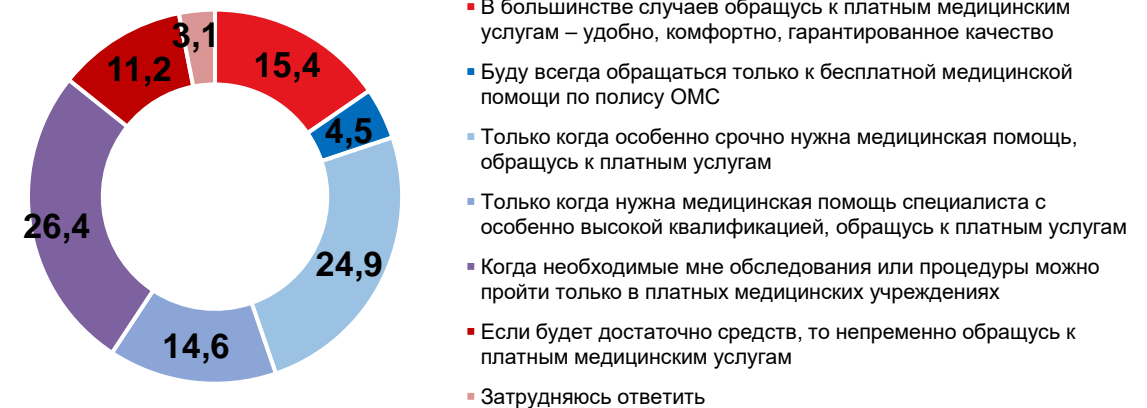 3,1
15,4
11,2
4,5
26,4
24,9
14,6
В большинстве случаев обращусь к платным медицинским
услугам – удобно, комфортно, гарантированное качество
Буду всегда обращаться только к бесплатной медицинской
помощи по полису ОМС
Только когда особенно срочно нужна медицинская помощь,
обращусь к платным услугам
Только когда нужна медицинская помощь специалиста с
особенно высокой квалификацией, обращусь к платным услугам
Когда необходимые мне обследования или процедуры можно
пройти только в платных медицинских учреждениях
Если будет достаточно средств, то непременно обращусь к
платным медицинским услугам
Затрудняюсь ответить